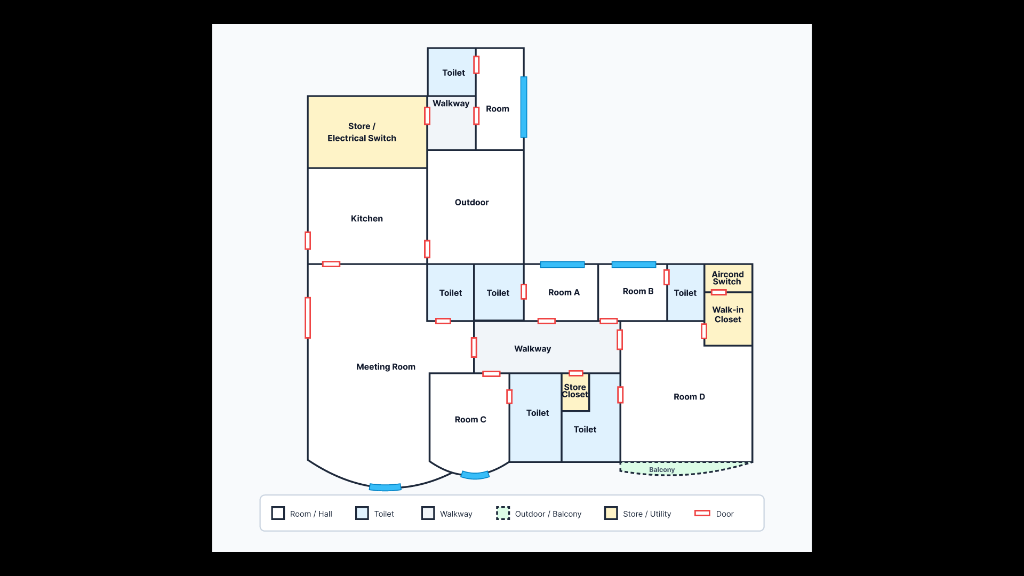 Toilet
Walkway
Room
Store /
Electrical Switch
Outdoor
Kitchen
Aircond
Switch
Toilet
Toilet
Room A
Room B
Toilet
Walk-in
Closet
Walkway
Meeting Room
Store
Closet
Room D
Toilet
Room C
Toilet
Balcony
Room / Hall
Toilet
Walkway
Outdoor / Balcony
Store / Utility
Door